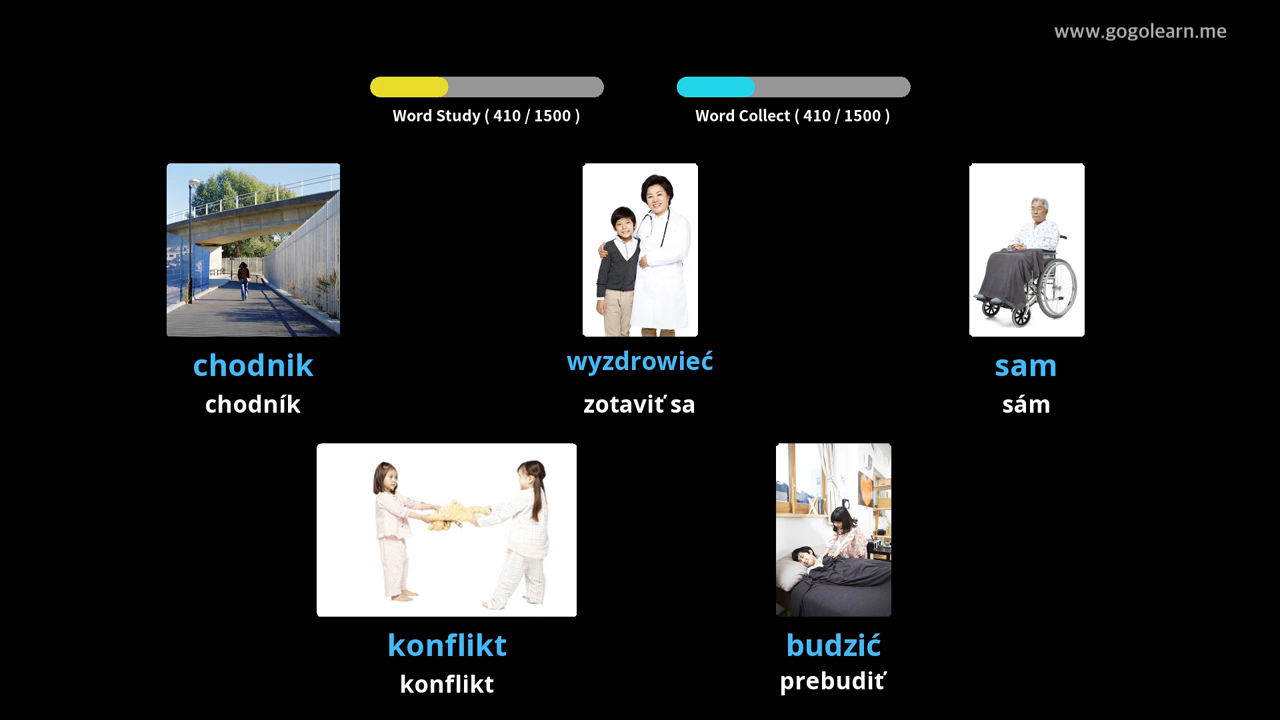 www.gogolearn.me
Word Study ( 410 / 1500 )
Word Collect ( 410 / 1500 )
chodnik
chodník
wyzdrowieć
zotaviť sa
sam
sám
konflikt
konflikt
budzić
prebudiť